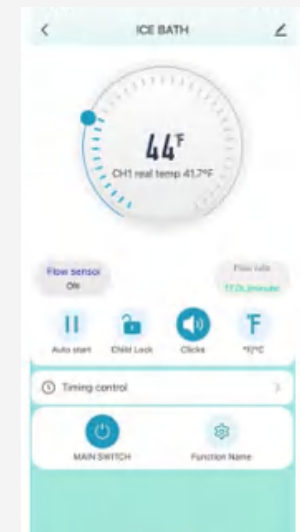 ICE BATH
44°F
CH1 real temp 41.7°F
Flow sensor
ON
Flow rate
Auto start
Child Lock
Clicks
°F/°C
Timing control
MAIN SWITCH
Function Name